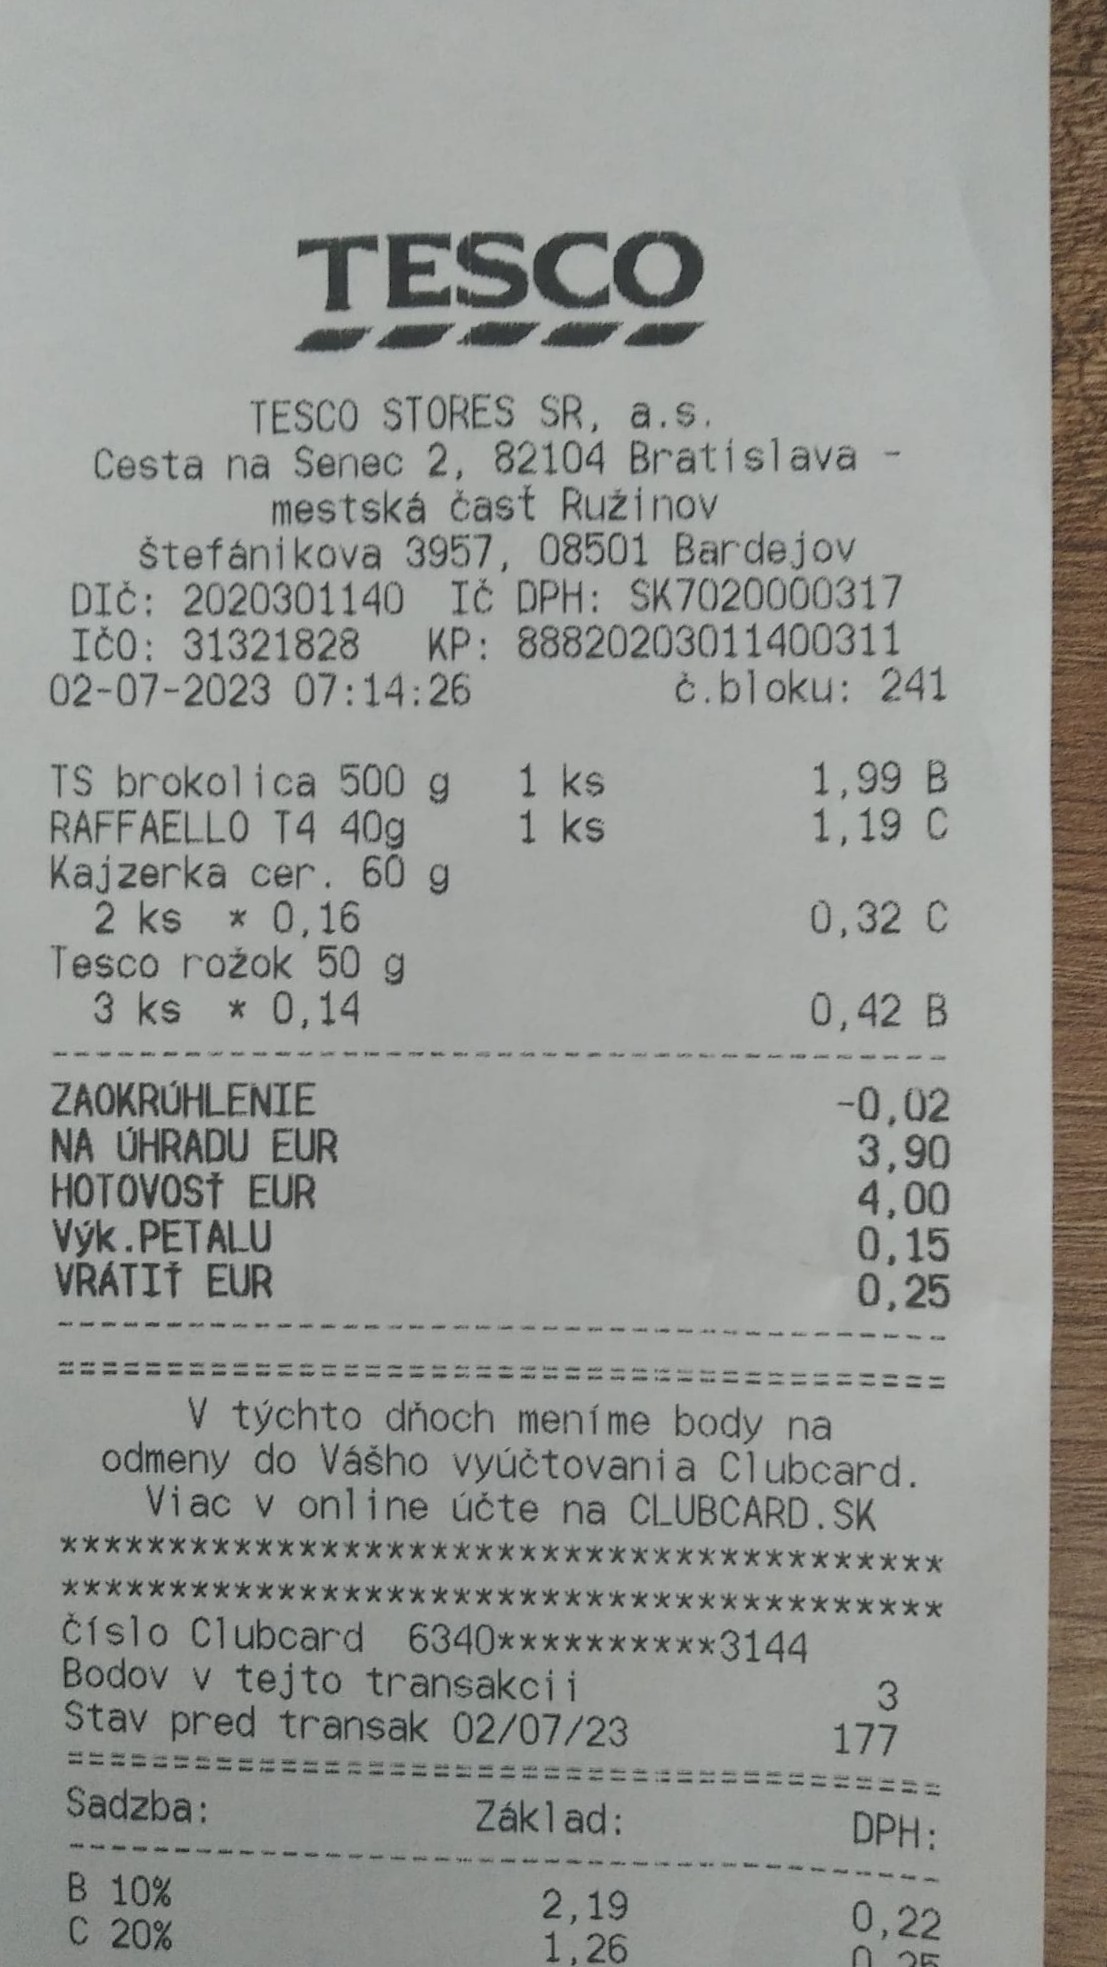 TESCO
TESCO STORES SR, a.s.
Cesta na Senec 2, 82104 Bratislava -
mestská časť Ružinov
Štefánikova 3957, 08501 Bardejov
DIČ: 2020301140 IČ DPH: SK7020000317
IČO: 31321828 KP: 88820203011400311
02-07-2023 07:14:26 č.bloku: 241
TS brokolica 500 g 1 ks 1,99 B
RAFFAELLO T4 40g 1 ks 1,19 C
Kajzerka cer. 60 g
2 ks * 0,16 0,32 C
Tesco rožok 50 g
3 ks * 0,14 0,42 B
ZAOKRÚHLENIE -0,02
NA ÚHRADU EUR 3,90
HOTOVOSŤ EUR 4,00
Výk.PETALU 0,15
VRÁTIŤ EUR 0,25
V týchto dňoch meníme body na
odmeny do Vášho vyúčtovania Clubcard.
Viac v online účte na CLUBCARD.SK
*****************************************
*****************************************
Číslo Clubcard 6340**********3144
Bodov v tejto transakcii 3
Stav pred transak 02/07/23 177
Sadzba: Základ: DPH:
B 10% 2,19 0,22
C 20% 1,26 0,25